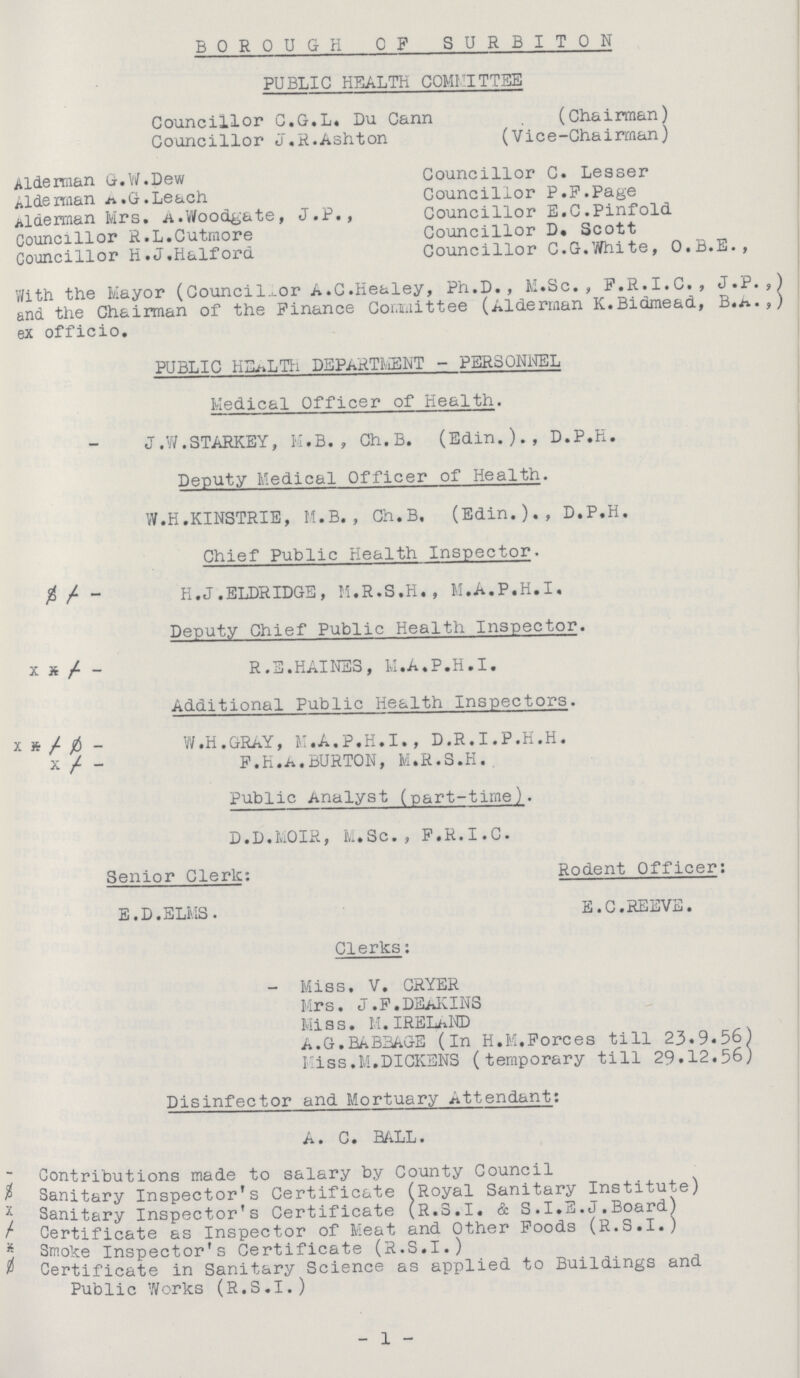 BOROUGH OF SURBITON
PUBLIC HEALTH COMMITTEE
Councillor C.G.L. Du Cann (Chairman)
Councillor J.R.Ashton (Vice-Chairman)
Alderman G.W.Dew Councillor C. Lesser
Alderman A.G.Leach Councillor P.F.Page
Alderman Mrs. A.Woodgate, J.P., Councillor E.C.Pinfold
Councillor R.L.Cutmore Councillor D. Scott
Councillor H.J.Halford Councillor C.G.White, O.B.E.,
With the Mayor (Councillor A.C.Healey, Ph.D., M.Sc., F.R.I.C., J.P.,)
and the Chairman of the Finance Committee (Alderman K.Bidmead, B.A.,)
ex officio.
PUBLIC HEALTH DEPARTMENT - PERSONNEL
Medical Officer of Health.
- J.W.STARKEY, M.B., Ch.B. (Edin.)., D.P.H.
Deputy Medical Officer of Health.
W.H.KINSTRIE, M.B., Ch.B. (Edin.)., D.P.H.
Chief Public Health Inspector.
$ / - H.J.ELDRIDGE, M.R.S.H., M.A.P.H.I.
Deputy Chief Public Health Inspector.
x * / - R.E.HAINES, M.A.P.H.I.
Additional Public Health Inspectors.
x * / Ø - W.H.GRAY, M.A.P.H.I., D.R.I.P.H.H.
x / - F.H.A.BURTON, M.R.S.H.
Public Analyst (part-time).
D.D.MOIR, M.Sc., F.R.I.C.
Senior Clerk: Rodent Officer:
E.D.ELMS. E.C.REEVE.
Clerks:
- Miss. V. CRYER
Mrs. J.F.DEAKINS
Miss. M.IRELAND
A.G.BABBAGE (In H.M.Forces till 23.9.56)
Miss.M.DICKENS (temporary till 29.12.56)
Disinfector and Mortuary Attendant:
A. C. BALL.
- Contributions made to salary by County Council
$ Sanitary Inspector's Certificate (Royal Sanitary Institute)
x Sanitary Inspector's Certificate (R.S.I. & S.I.E.J.Board)
/ Certificate as Inspector of Meat and Other Foods (R.S.I.)
* Smoke Inspector's Certificate (R.S.I.)
Ø Certificate in Sanitary Science as applied to Buildings and
Public Works (R.S.I.)
- 1 -